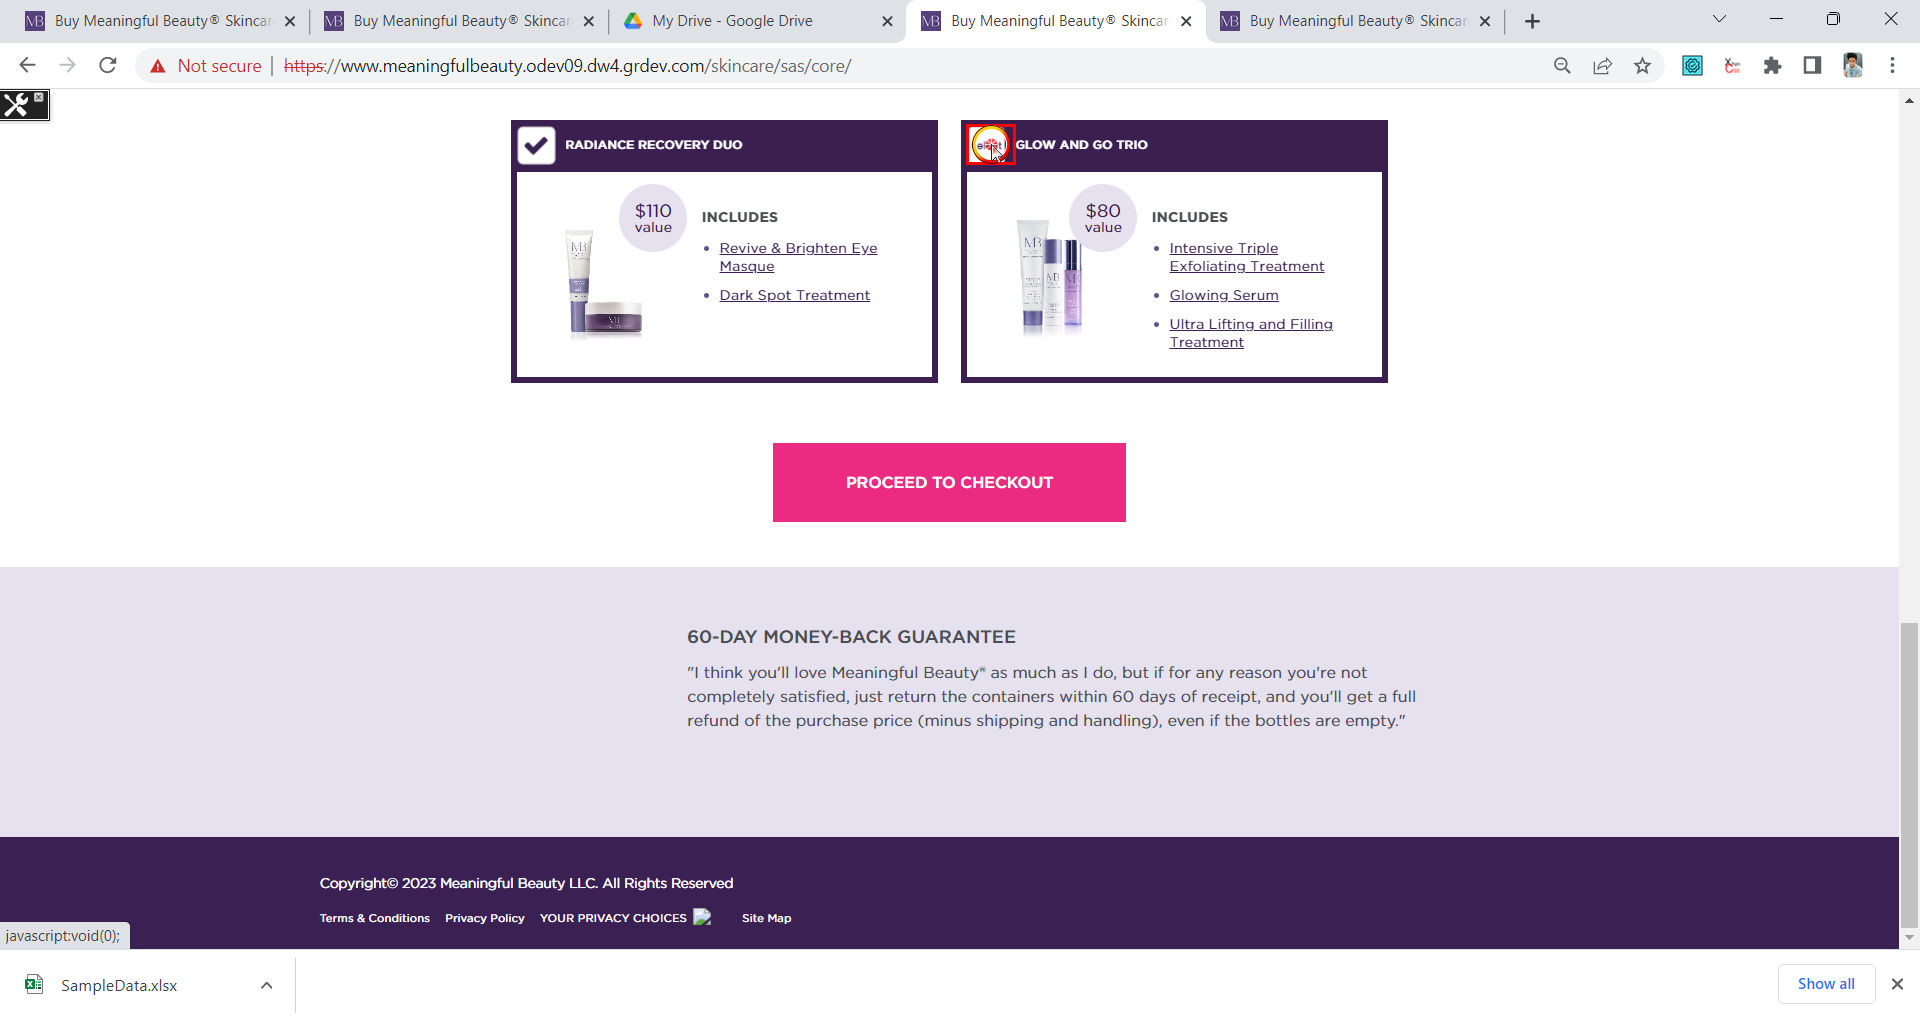 Buy Meaningful Beauty® Skincar
Buy Meaningful Beauty® Skincar
My Drive - Google Drive
Buy Meaningful Beauty® Skincar
Buy Meaningful Beauty® Skincar
Not secure
https://www.meaningfulbeauty.odev09.dw4.grdev.com/skincare/sas/core/
RADIANCE RECOVERY DUO
$110
value
INCLUDES
• Revive & Brighten Eye
Masque
• Dark Spot Treatment
GLOW AND GO TRIO
$80
value
INCLUDES
• Intensive Triple
Exfoliating Treatment
• Glowing Serum
• Ultra Lifting and Filling
Treatment
PROCEED TO CHECKOUT
60-DAY MONEY-BACK GUARANTEE
"I think you'll love Meaningful Beauty® as much as I do, but if for any reason you're not
completely satisfied, just return the containers within 60 days of receipt, and you'll get a full
refund of the purchase price (minus shipping and handling), even if the bottles are empty."
Copyright© 2023 Meaningful Beauty LLC. All Rights Reserved
Terms & Conditions Privacy Policy YOUR PRIVACY CHOICES Site Map
javascript:void(0);
SampleData.xlsx
Show all